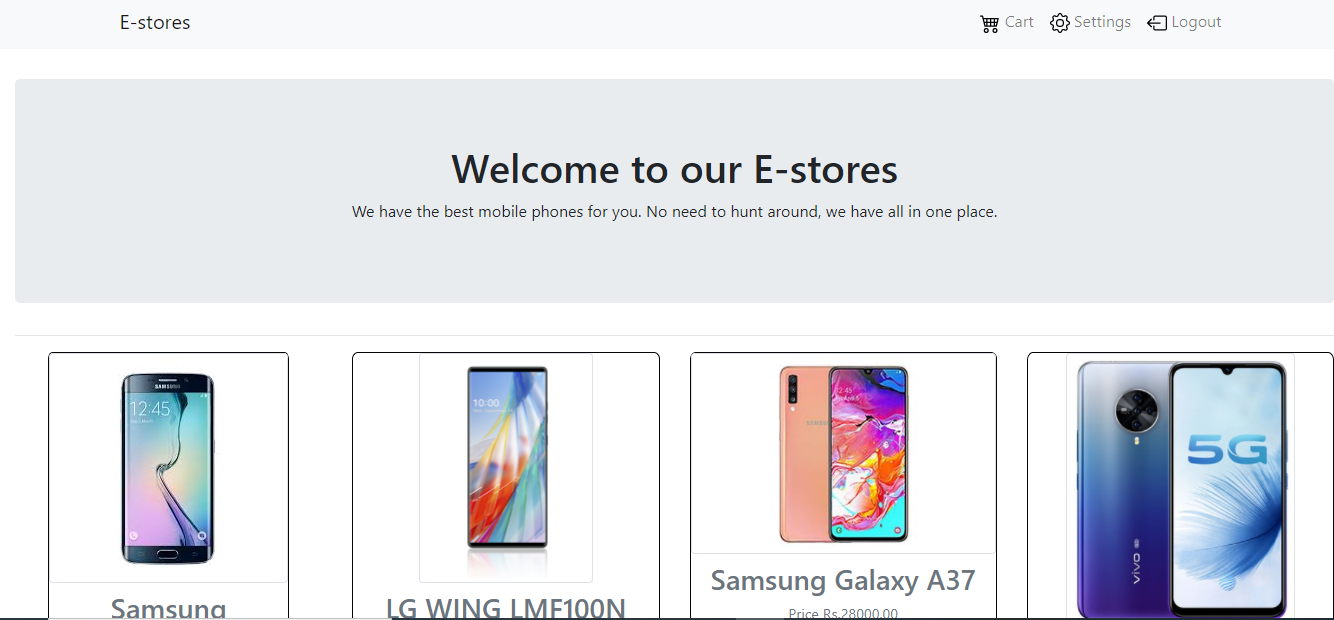 E-stores
Cart Settings Logout
Welcome to our E-stores
We have the best mobile phones for you. No need to hunt around, we have all in one place.
SAMSUNG
12:45
10:00
12:45
SAMSUNG
5G
vivo
Samsung
LG WING LMF100N
Samsung Galaxy A37
Price Rs.28000.00